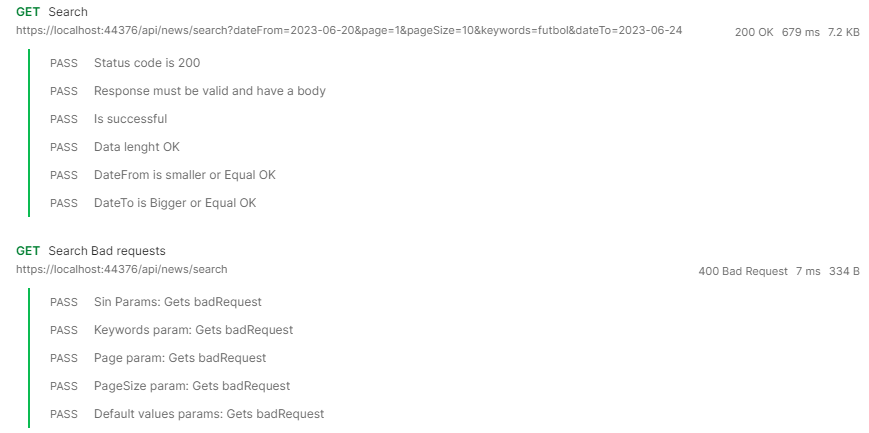 GET Search
https://localhost:44376/api/news/search?dateFrom=2023-06-20&page=1&pageSize=10&keywords=futbol&dateTo=2023-06-24 200 OK 679 ms 7.2 KB
PASS Status code is 200
PASS Response must be valid and have a body
PASS Is successful
PASS Data lenght OK
PASS DateFrom is smaller or Equal OK
PASS DateTo is Bigger or Equal OK
GET Search Bad requests
https://localhost:44376/api/news/search 400 Bad Request 7 ms 334 B
PASS Sin Params: Gets badRequest
PASS Keywords param: Gets badRequest
PASS Page param: Gets badRequest
PASS PageSize param: Gets badRequest
PASS Default values params: Gets badRequest